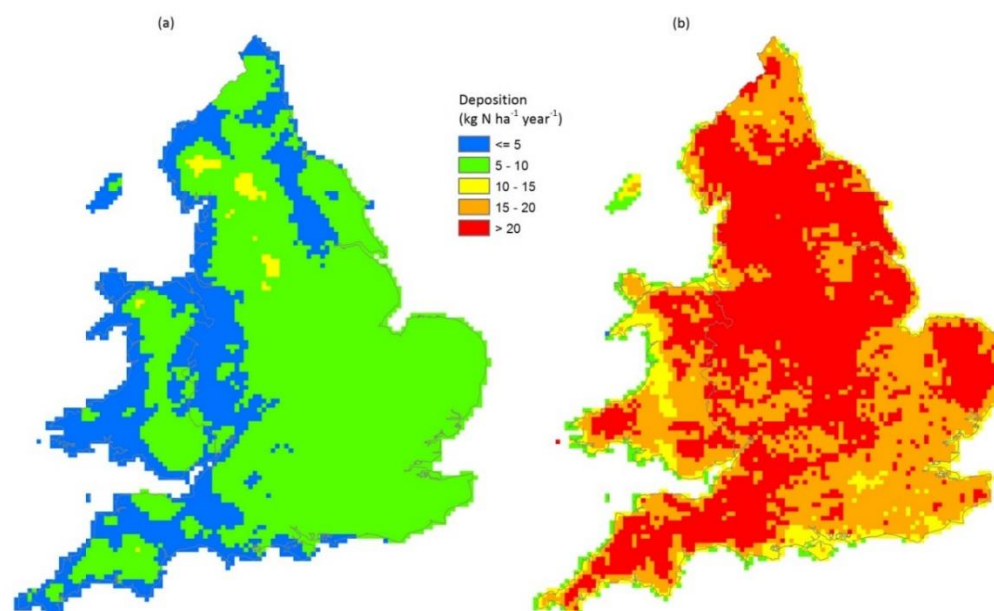 (a)
(b)
Deposition
(kg N ha⁻¹ year⁻¹)
<= 5
5 - 10
10 - 15
15 - 20
> 20